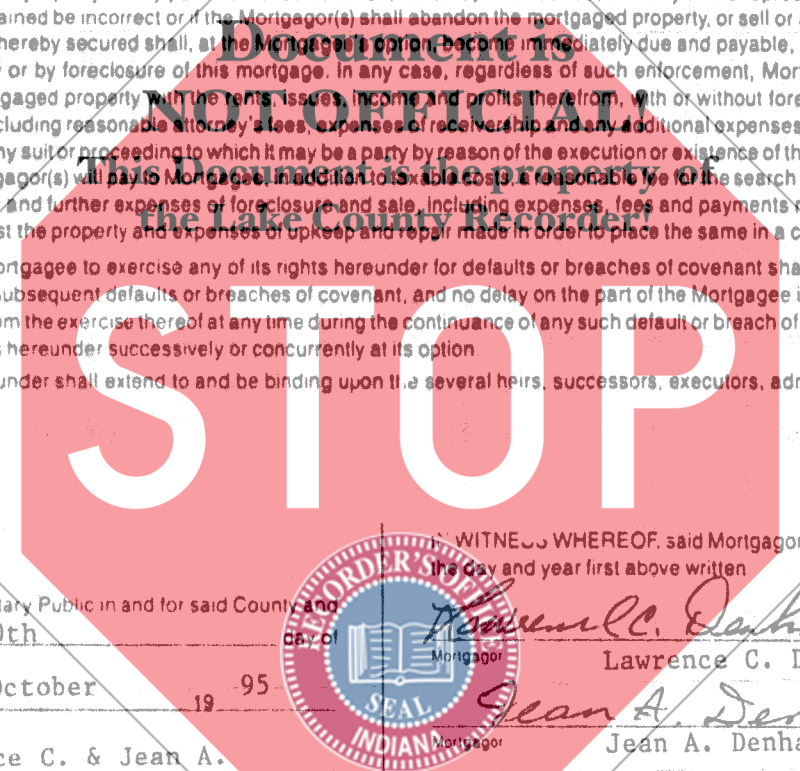 ained be incorrect or if the Mortgagor(s) shall abandon the mortgaged property, or sell or
hereby secured shall, at the Mortgagee's option, become immediately due and payable,
Document is
or by foreclosure of this mortgage. In any case, regardless of such enforcement, Mor
gaged property with the rents, issues, income and profits therefrom, with or without fore
NOT OFFICIAL!
cluding reasonable attorney's fees, expenses of receivership and any additional expenses
ny suit or proceeding to which it may be a party by reason of the execution or existence of th
This Document is the property of
gagor(s) will pay to Mortgagee, in addition to taxable costs, a reasonable fee for the search
and further expenses of foreclosure and sale, including expenses, fees and payments
the Lake County Recorder!
st the property and expenses of upkeep and repair made in order to place the same in a c
ortgagee to exercise any of its rights hereunder for defaults or breaches of covenant sha
ubsequent defaults or breaches of covenant, and no delay on the part of the Mortgagee i
om the exercise thereof at any time during the continuance of any such default or breach of
s hereunder successively or concurrently at its option
under shall extend to and be binding upon the several heirs, successors, executors, adr
STOP
IN WITNESS WHEREOF, said Mortgagor
the day and year first above written
RECORDER'S OFFICE
SEAL
INDIANA
tary Public in and for said County and
0th day of
October 19 95
ce C. & Jean A.
Lawrence C. Denh
Mortgagor Lawrence C. D
Jean A. Den
Mortgagor Jean A. Denha